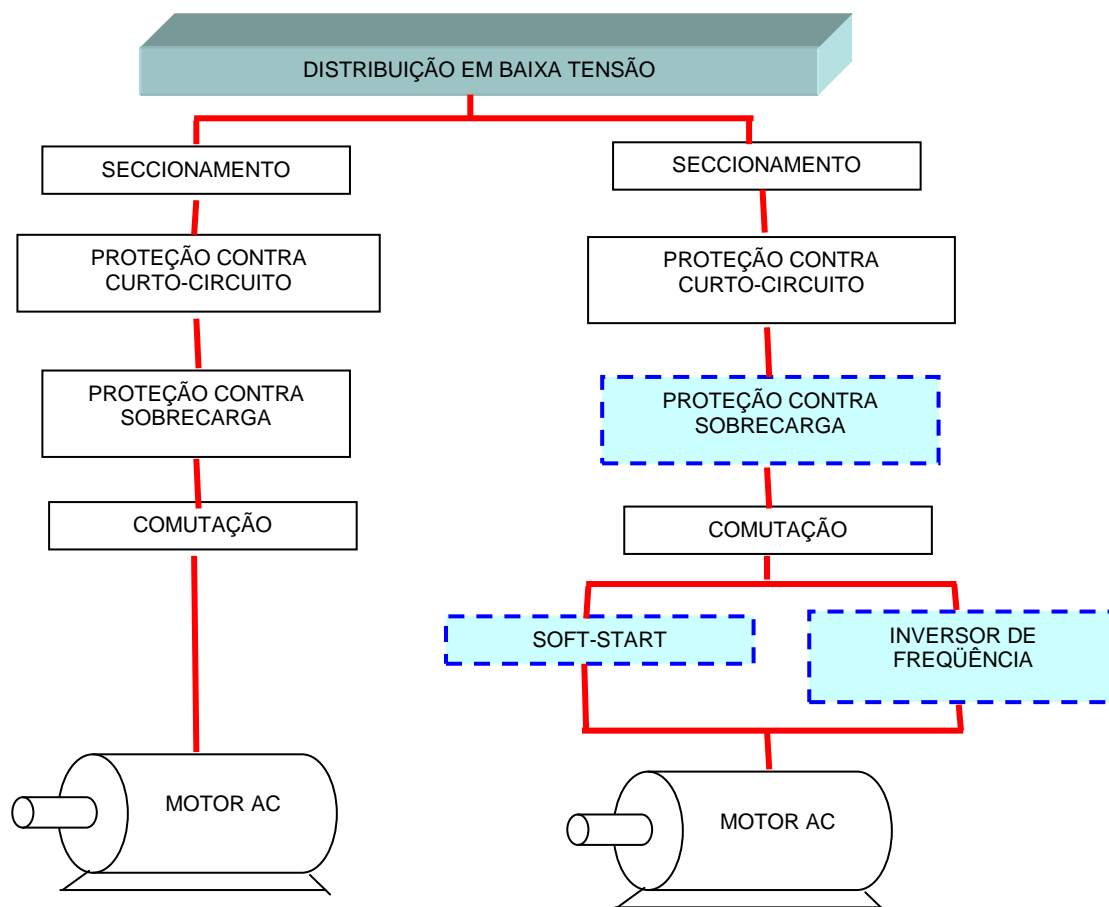 DISTRIBUIÇÃO EM BAIXA TENSÃO
SECCIONAMENTO
PROTEÇÃO CONTRA
CURTO-CIRCUITO
PROTEÇÃO CONTRA
SOBRECARGA
COMUTAÇÃO
MOTOR AC
SECCIONAMENTO
PROTEÇÃO CONTRA
CURTO-CIRCUITO
PROTEÇÃO CONTRA
SOBRECARGA
COMUTAÇÃO
SOFT-START
INVERSOR DE
FREQÜÊNCIA
MOTOR AC